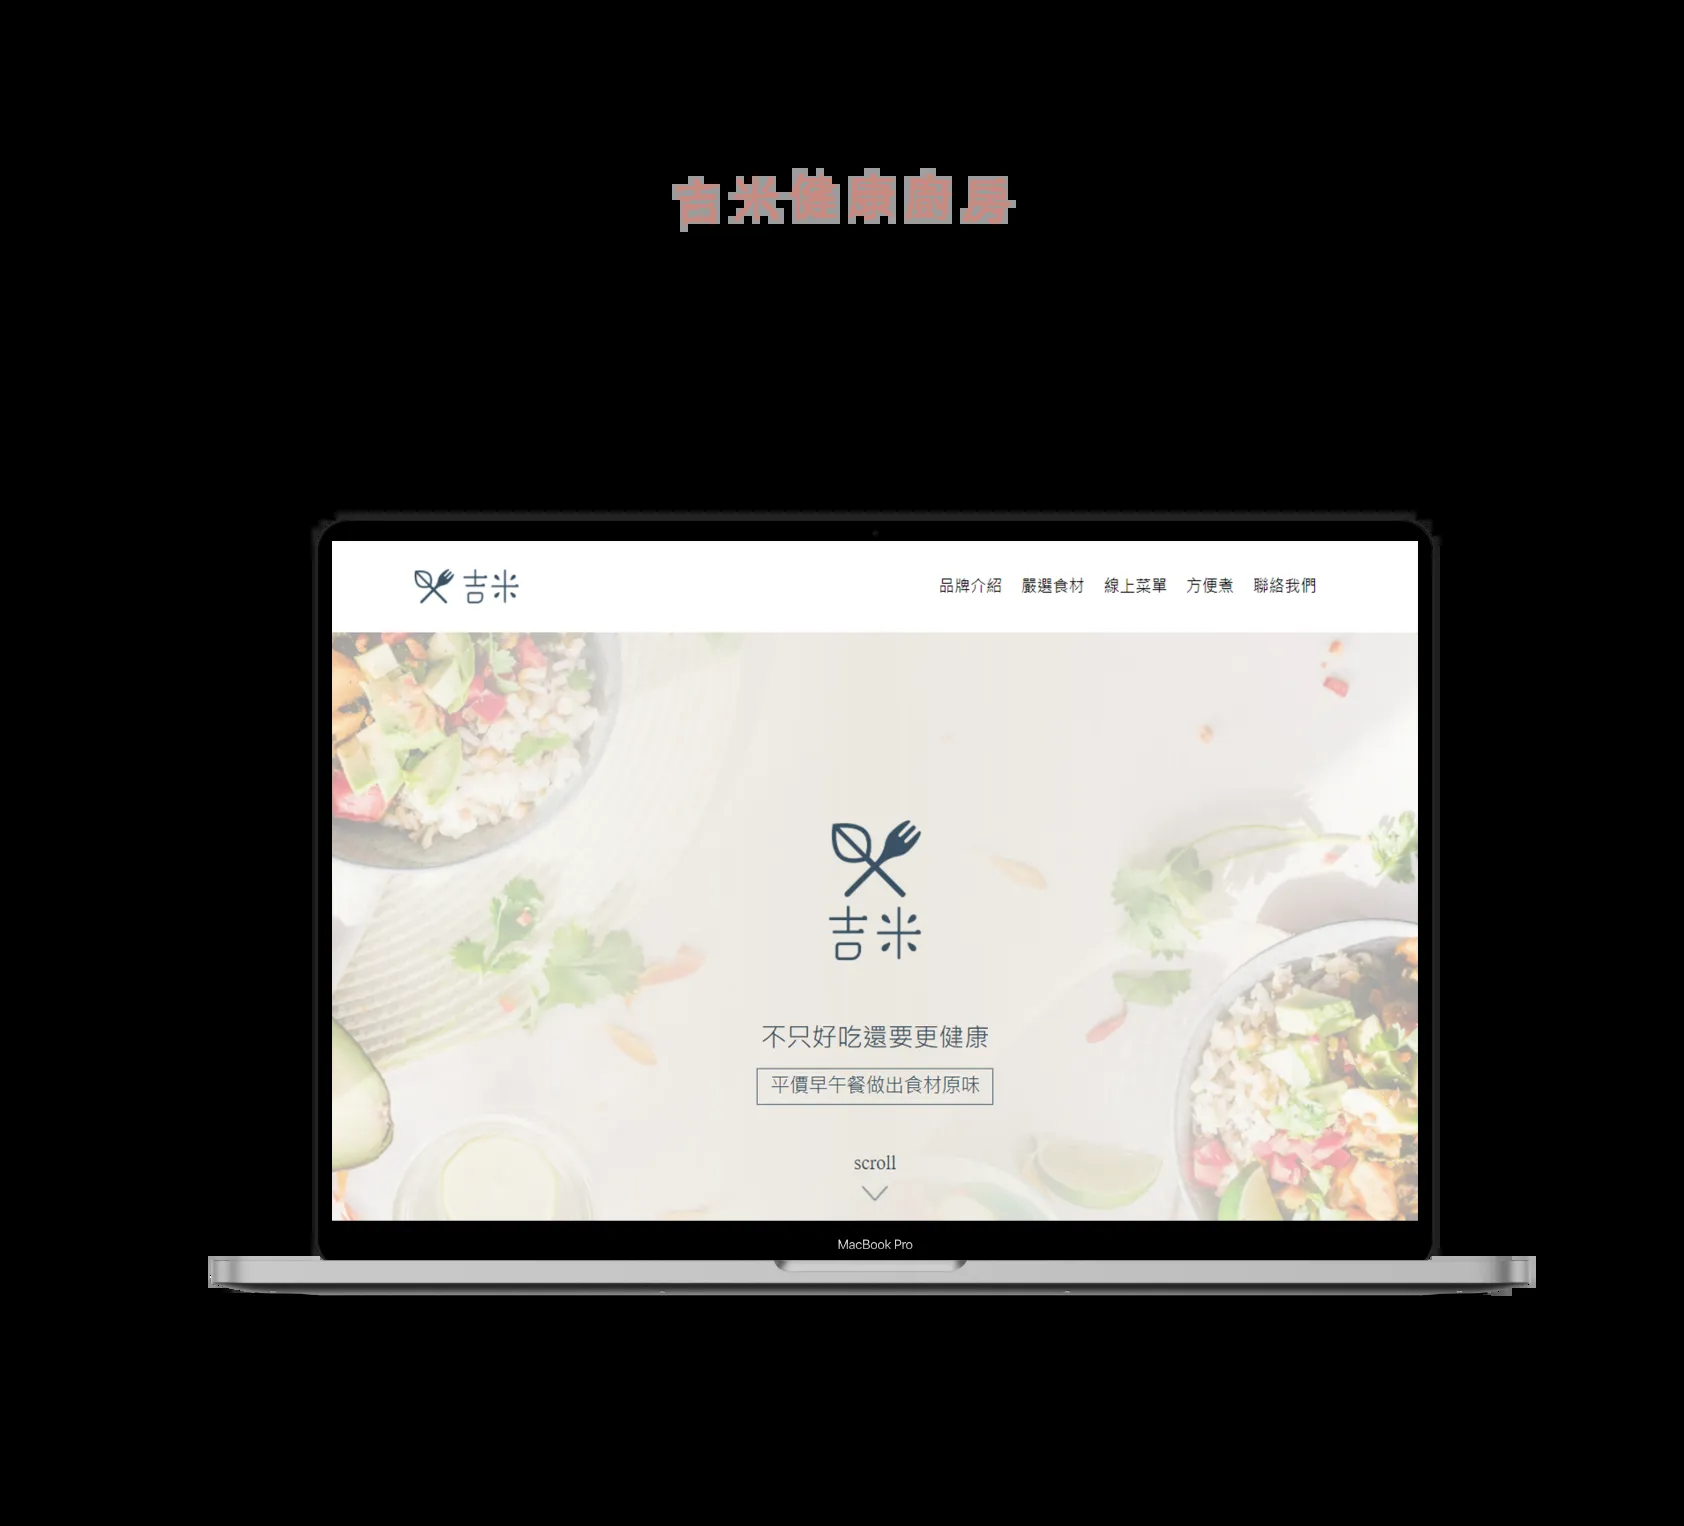 吉米健康廚房
吉米
品牌介紹 嚴選食材 線上菜單 方便煮 聯絡我們
吉米
不只好吃還要更健康
平價早午餐做出食材原味
scroll
MacBook Pro